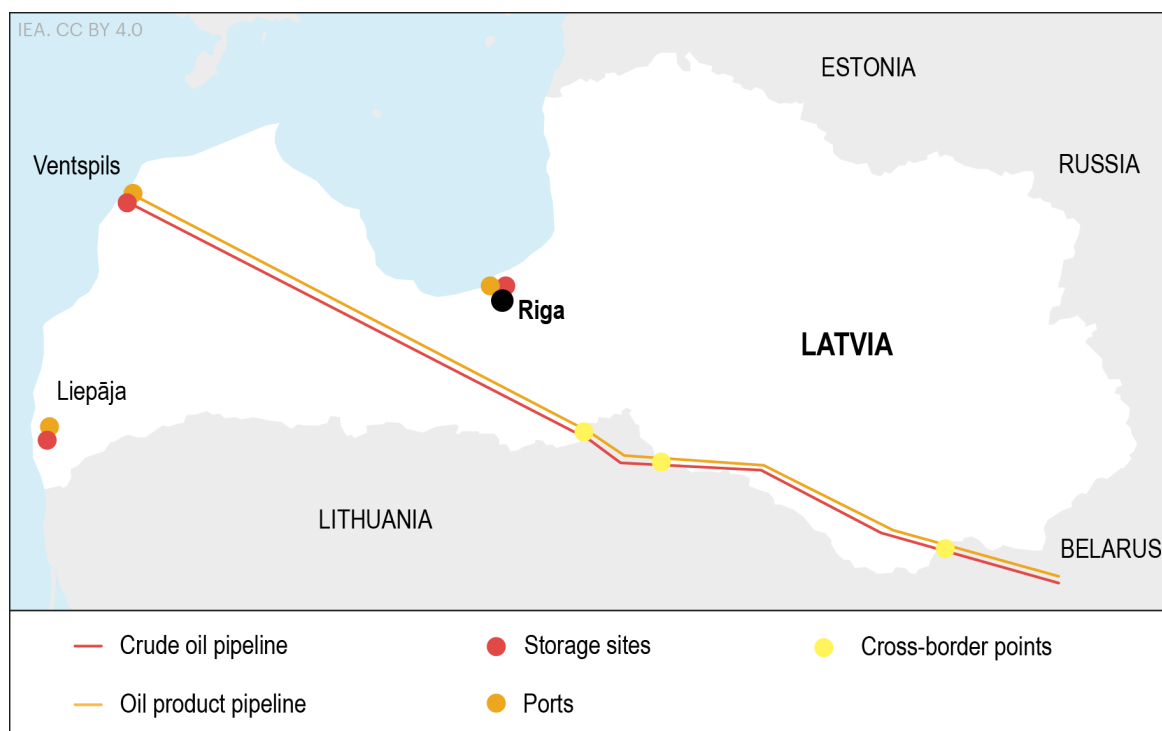 IEA. CC BY 4.0
ESTONIA
RUSSIA
Ventspils
Riga
LATVIA
Liepāja
LITHUANIA
BELARUS
Crude oil pipeline
Storage sites
Cross-border points
Oil product pipeline
Ports